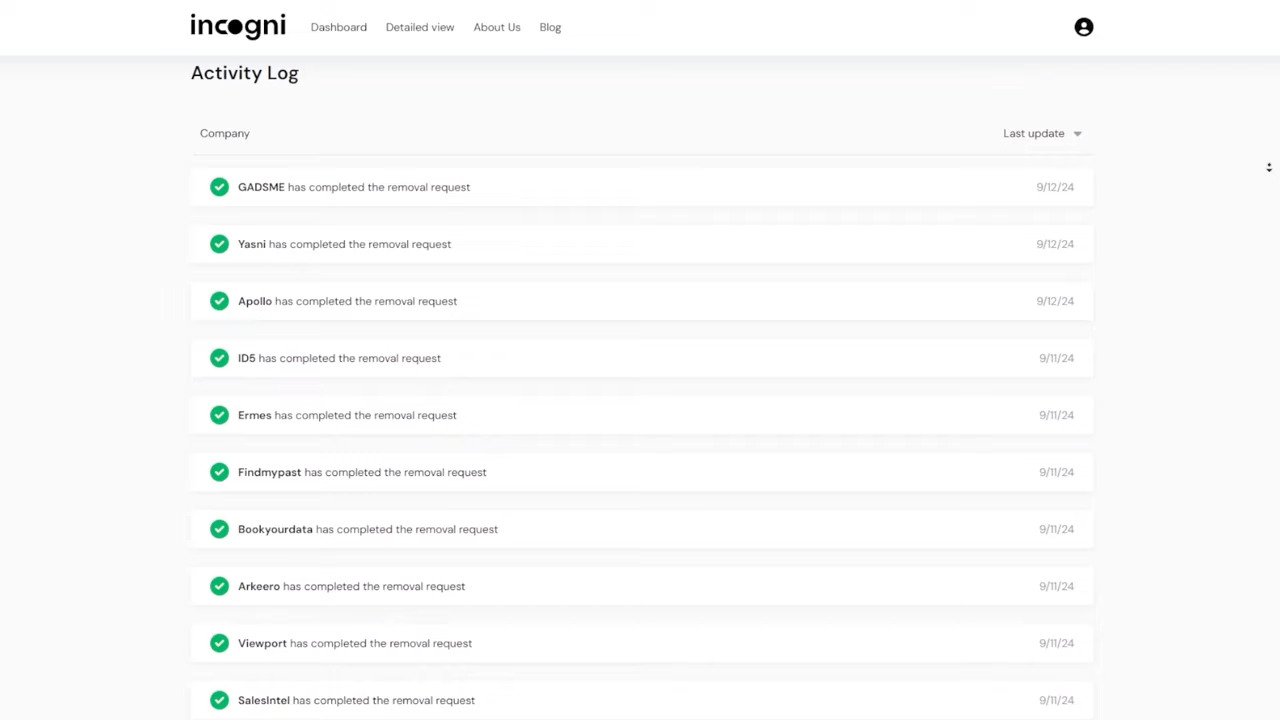 incogni Dashboard Detailed view About Us Blog
Activity Log
Company Last update
GADSME has completed the removal request 9/12/24
Yasni has completed the removal request 9/12/24
Apollo has completed the removal request 9/12/24
ID5 has completed the removal request 9/11/24
Ermes has completed the removal request 9/11/24
Findmypast has completed the removal request 9/11/24
Bookyourdata has completed the removal request 9/11/24
Arkeero has completed the removal request 9/11/24
Viewport has completed the removal request 9/11/24
SalesIntel has completed the removal request 9/11/24